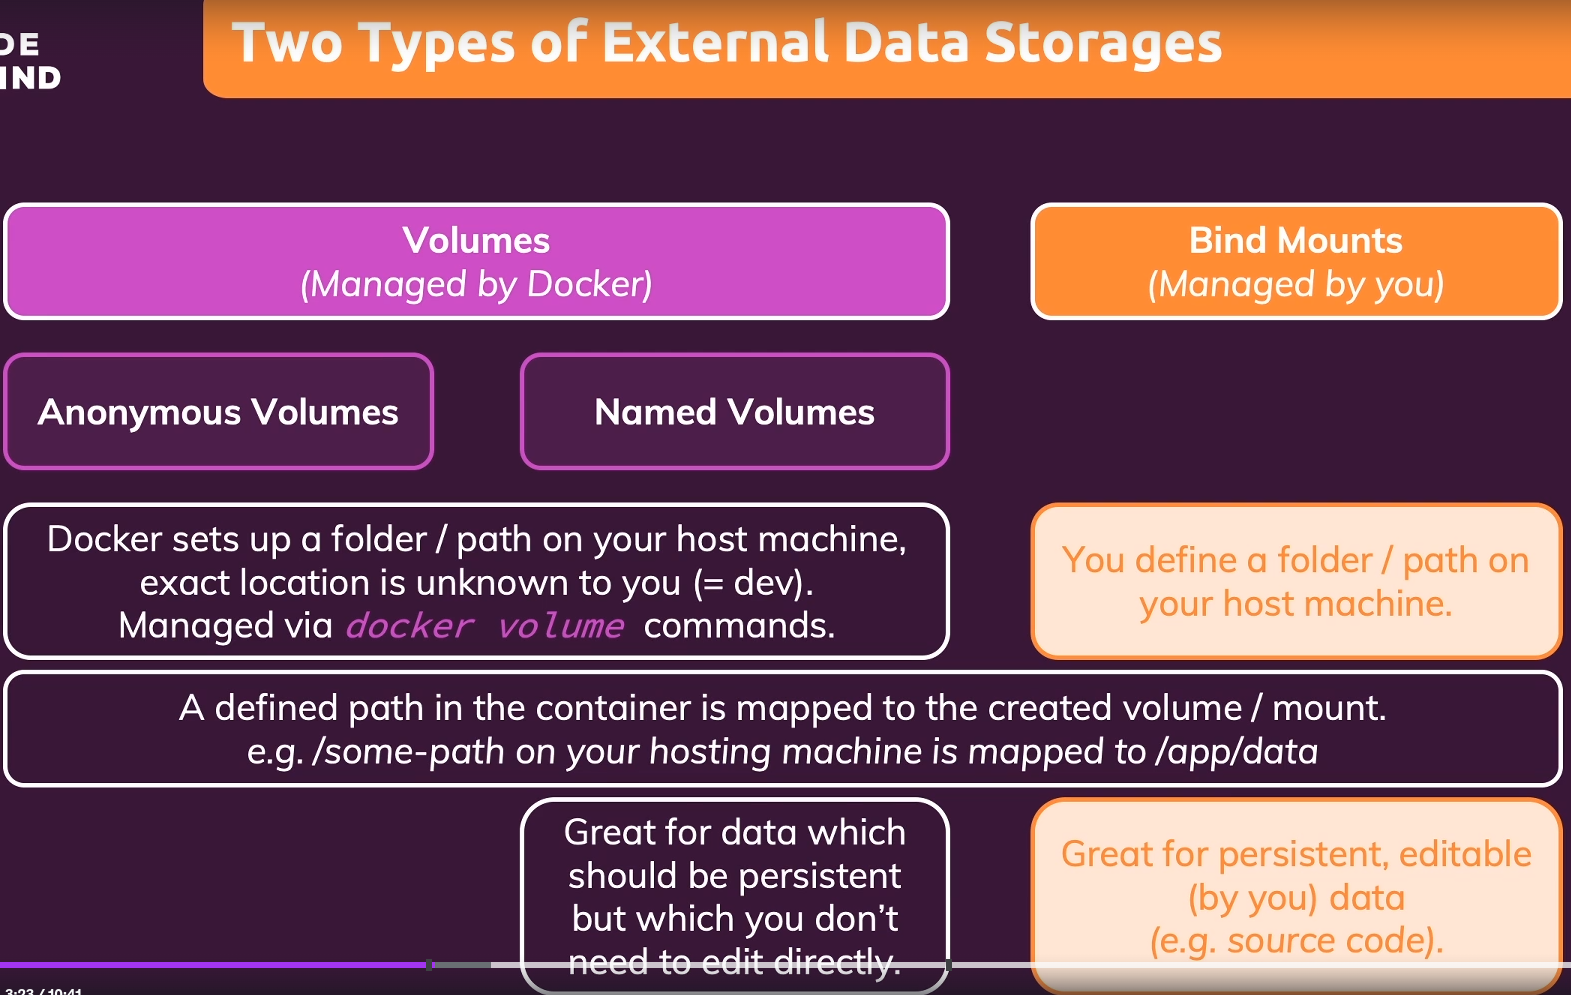 DE
IND
Two Types of External Data Storages
Volumes
(Managed by Docker)
Bind Mounts
(Managed by you)
Anonymous Volumes
Named Volumes
Docker sets up a folder / path on your host machine,
exact location is unknown to you (= dev).
Managed via docker volume commands.
You define a folder / path on
your host machine.
A defined path in the container is mapped to the created volume / mount.
e.g. /some-path on your hosting machine is mapped to /app/data
Great for data which
should be persistent
but which you don’t
need to edit directly.
Great for persistent, editable
(by you) data
(e.g. source code).
3:23 / 10:41